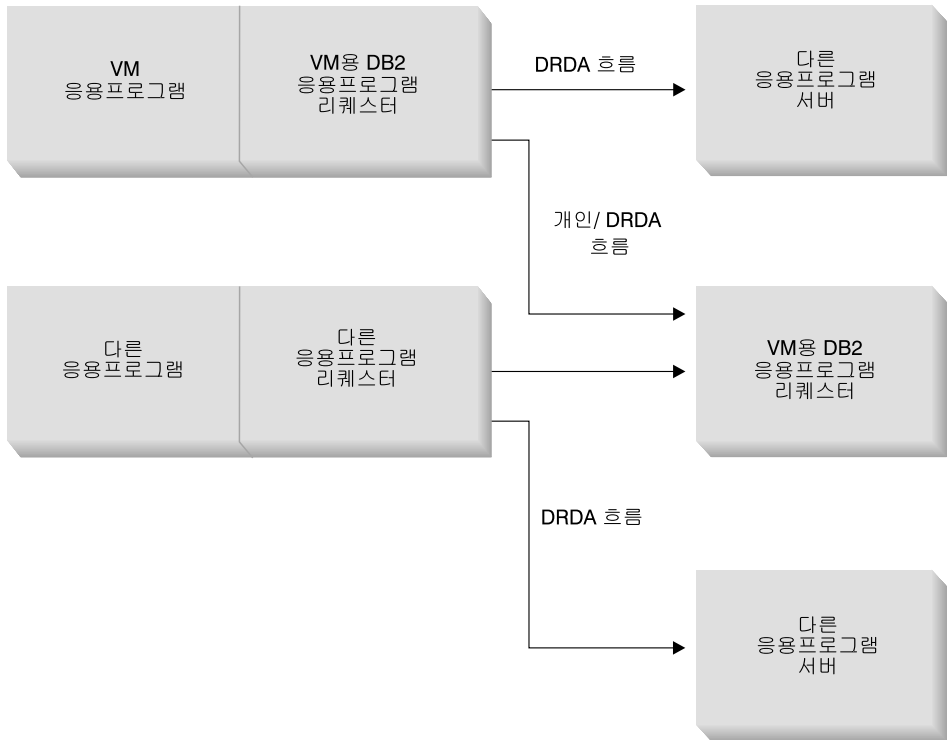 VM
응용프로그램
VM용 DB2
응용프로그램
리퀘스터
DRDA 흐름
다른
응용프로그램
서버
개인/ DRDA
흐름
다른
응용프로그램
다른
응용프로그램
리퀘스터
VM용 DB2
응용프로그램
리퀘스터
DRDA 흐름
다른
응용프로그램
서버